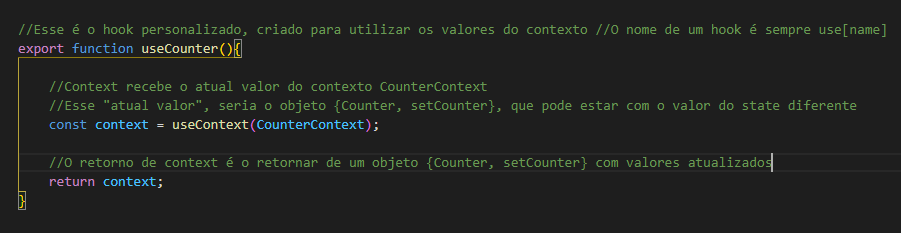 //Esse é o hook personalizado, criado para utilizar os valores do contexto //O nome de um hook é sempre use[name]
export function useCounter(){
//Context recebe o atual valor do contexto CounterContext
//Esse "atual valor", seria o objeto {Counter, setCounter}, que pode estar com o valor do state diferente
const context = useContext(CounterContext);
//O retorno de context é o retornar de um objeto {Counter, setCounter} com valores atualizados
return context;
}